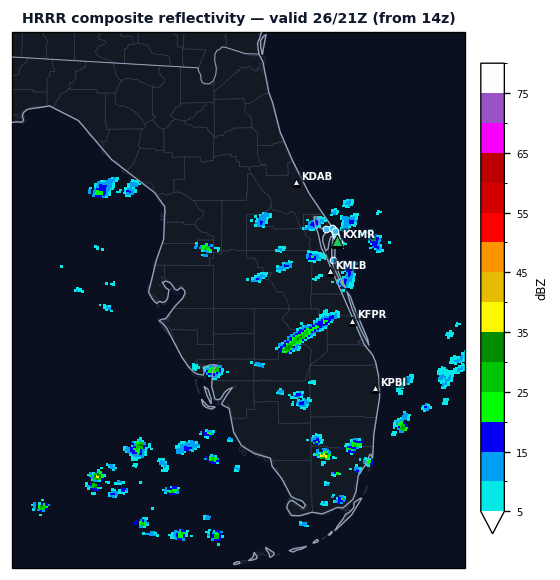 HRRR composite reflectivity — valid 26/21Z (from 14z)
KDAB
KXMR
KMLB
KFPR
KPBI
75
65
55
45
35
25
15
5
dBZ